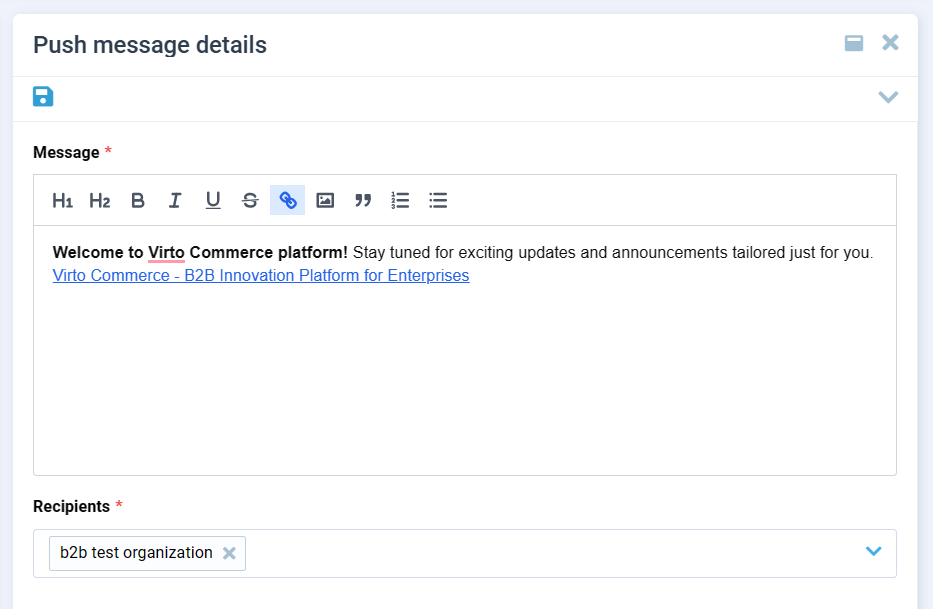 Push message details
Message *
H1 H2 B I U S
Welcome to Virto Commerce platform! Stay tuned for exciting updates and announcements tailored just for you.
Virto Commerce - B2B Innovation Platform for Enterprises
Recipients *
b2b test organization